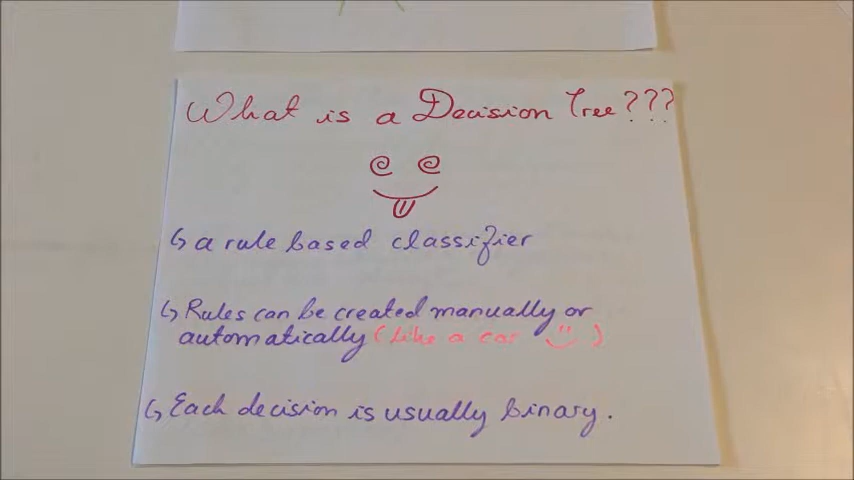 What is a Decision Tree???
↳ a rule based classifier
↳ Rules can be created manually or
automatically (like a car )
↳ Each decision is usually binary.